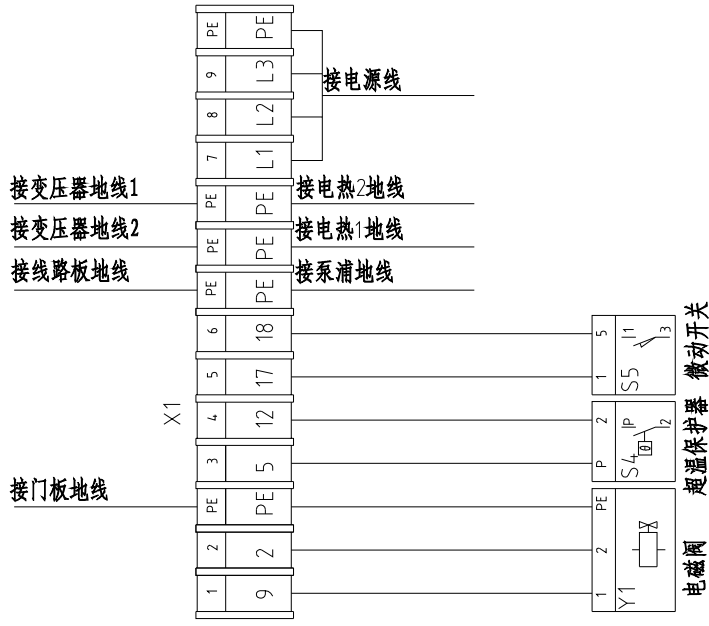 PE PE
9 L3
接电源线
8 L2
7 L1
接变压器地线1 PE PE 接电热2地线
接变压器地线2 PE PE 接电热1地线
接线路板地线 PE PE 接泵浦地线
6 18 5 1 3
5 17 1 S5 微动开关
X1
4 12 2 P 2
3 5 P S4 θ 超温保护器
接门板地线 PE PE PE
2 2 2
1 9 1 Y1 电磁阀